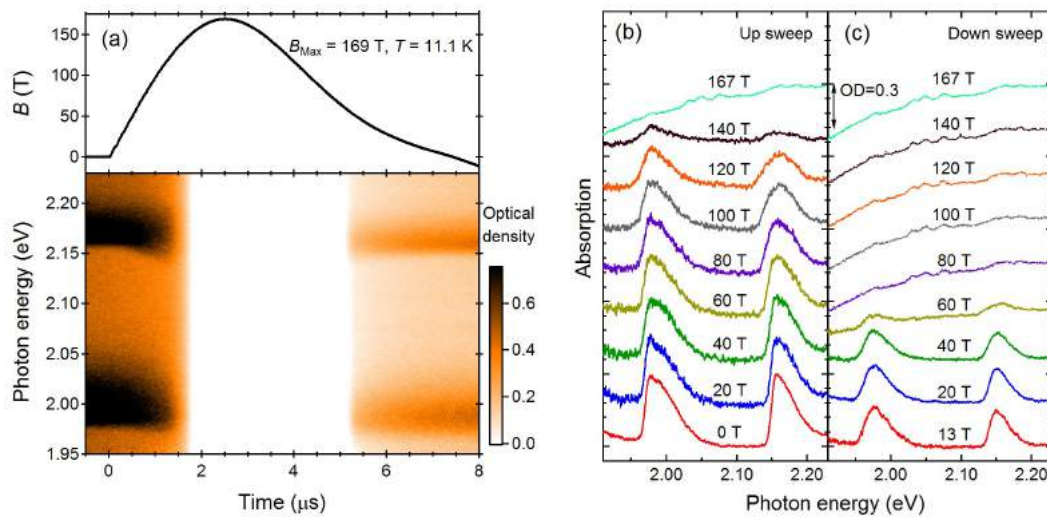 (a)
B_Max = 169 T, T = 11.1 K
B (T)
150
100
50
0
Photon energy (eV)
2.20
2.15
2.10
2.05
2.00
1.95
Optical
density
0.6
0.4
0.2
0.0
0
2
4
6
8
Time (μs)
(b)
Up sweep
Absorption
167 T
140 T
120 T
100 T
80 T
60 T
40 T
20 T
0 T
2.00
2.10
2.20
(c)
Down sweep
OD=0.3
167 T
140 T
120 T
100 T
80 T
60 T
40 T
20 T
13 T
2.00
2.10
2.20
Photon energy (eV)